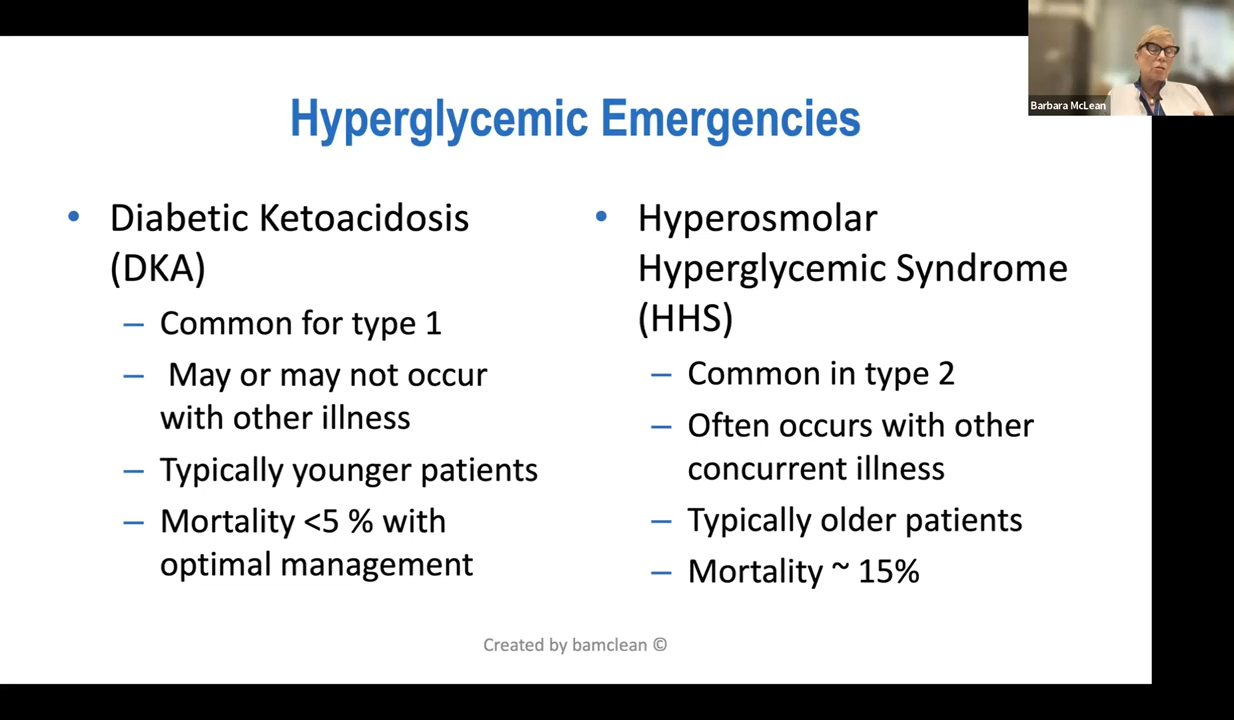 Barbara McLean
Hyperglycemic Emergencies
• Diabetic Ketoacidosis
(DKA)
– Common for type 1
– May or may not occur
with other illness
– Typically younger patients
– Mortality <5 % with
optimal management
• Hyperosmolar
Hyperglycemic Syndrome
(HHS)
– Common in type 2
– Often occurs with other
concurrent illness
– Typically older patients
– Mortality ~ 15%
Created by bamclean ©